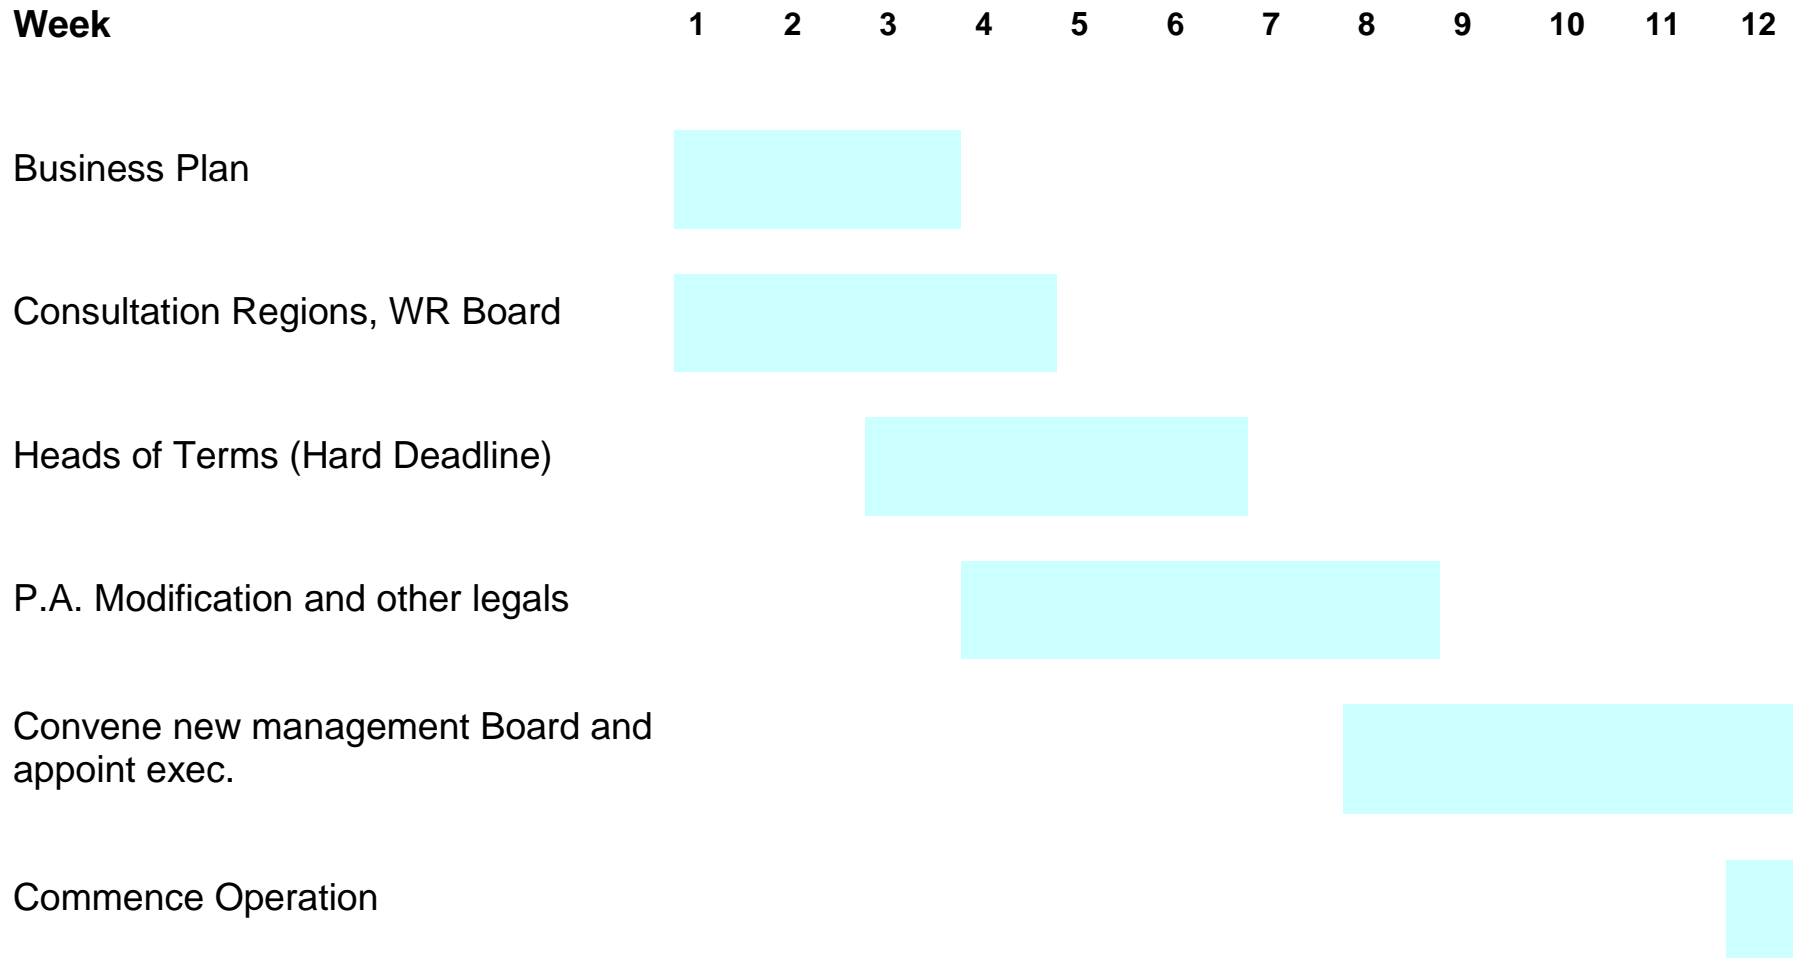 Week 1 2 3 4 5 6 7 8 9 10 11 12
Business Plan
Consultation Regions, WR Board
Heads of Terms (Hard Deadline)
P.A. Modification and other legals
Convene new management Board and
appoint exec.
Commence Operation